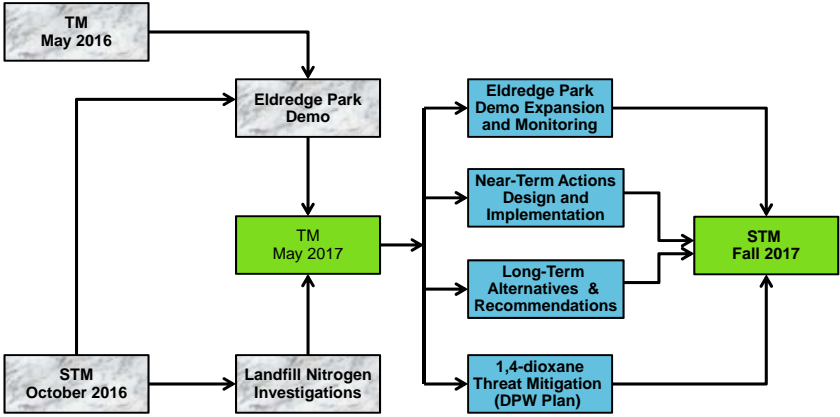 TM
May 2016
Eldredge Park
Demo
TM
May 2017
STM
October 2016
Landfill Nitrogen
Investigations
Eldredge Park
Demo Expansion
and Monitoring
Near-Term Actions
Design and
Implementation
Long-Term
Alternatives &
Recommendations
1,4-dioxane
Threat Mitigation
(DPW Plan)
STM
Fall 2017